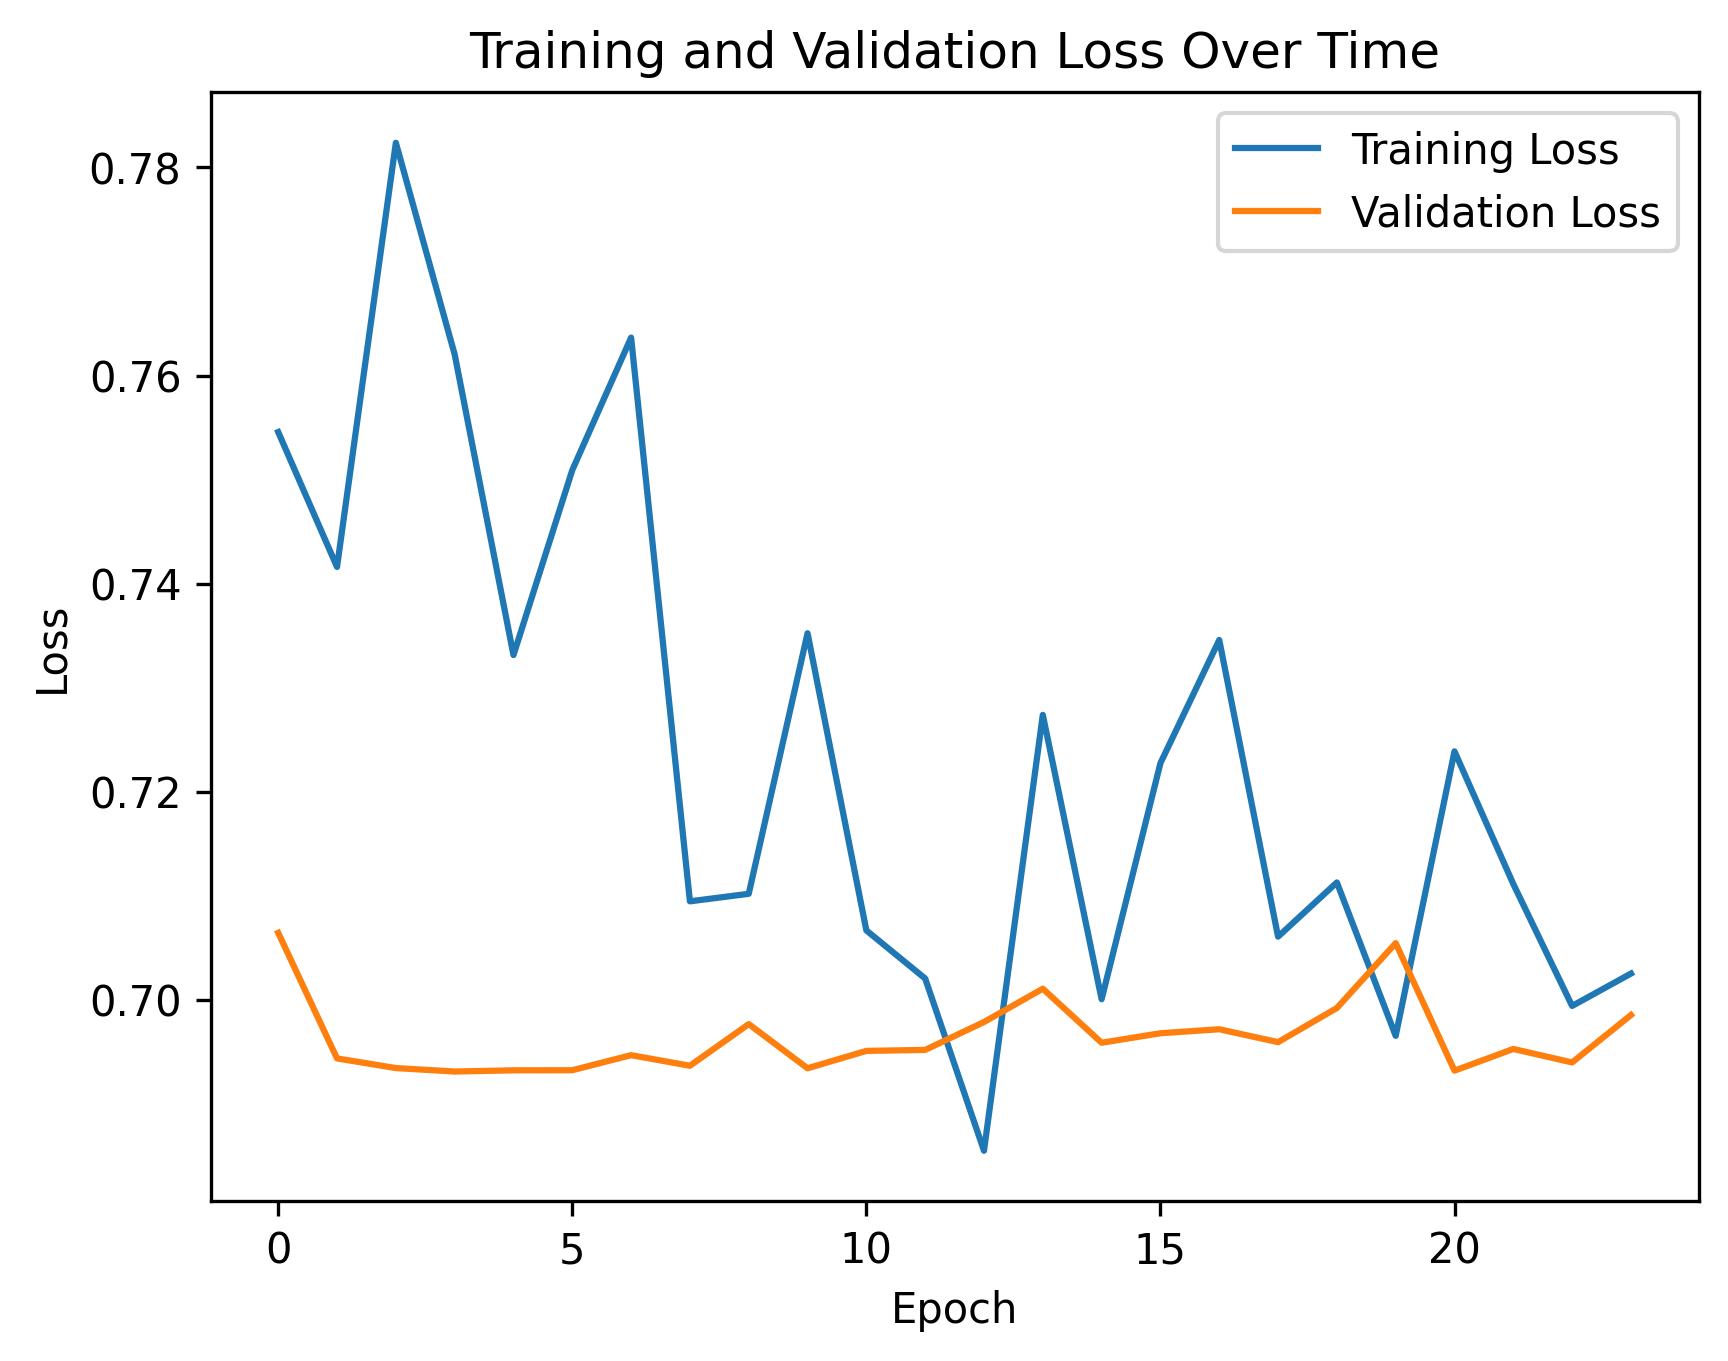 Training and Validation Loss Over Time
Training Loss
Validation Loss
0.78
0.76
0.74
0.72
0.70
Loss
0 5 10 15 20
Epoch